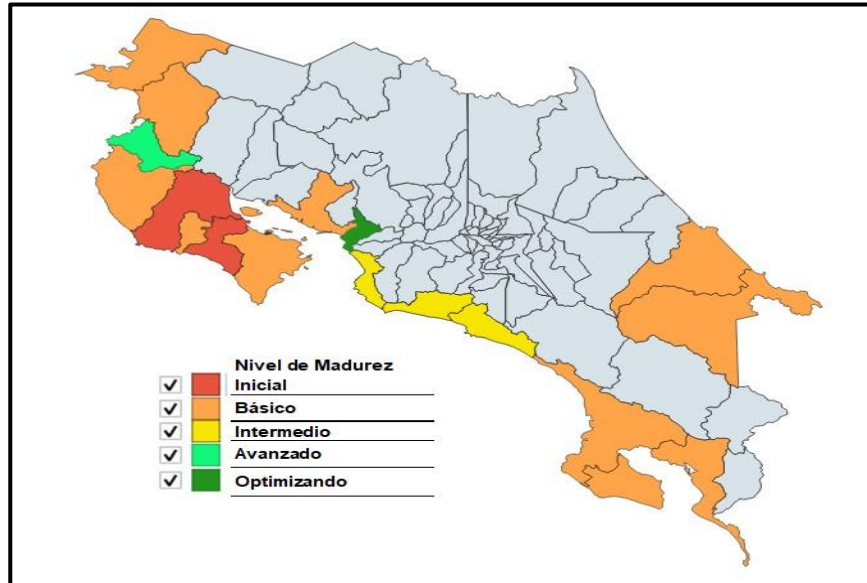 Nivel de Madurez
Inicial
Básico
Intermedio
Avanzado
Optimizando